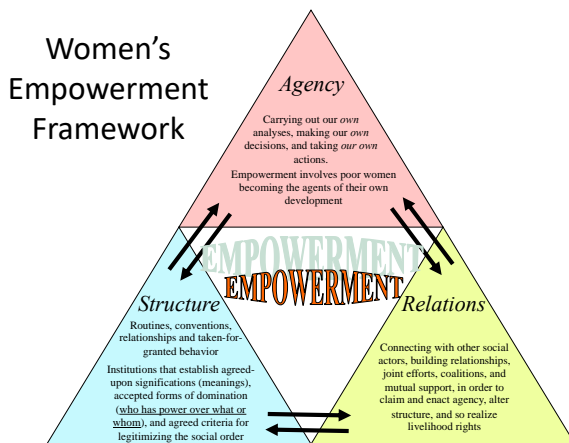 Women's
Empowerment
Framework
Agency
Carrying out our own
analyses, making our own
decisions, and taking our own
actions.
Empowerment involves poor women
becoming the agents of their own
development
EMPOWERMENT
EMPOWERMENT
Structure
Routines, conventions,
relationships and taken-for-
granted behavior
Institutions that establish agreed-
upon significations (meanings),
accepted forms of domination
(who has power over what or
whom), and agreed criteria for
legitimizing the social order
Relations
Connecting with other social
actors, building relationships,
joint efforts, coalitions, and
mutual support, in order to
claim and enact agency, alter
structure, and so realize
livelihood rights